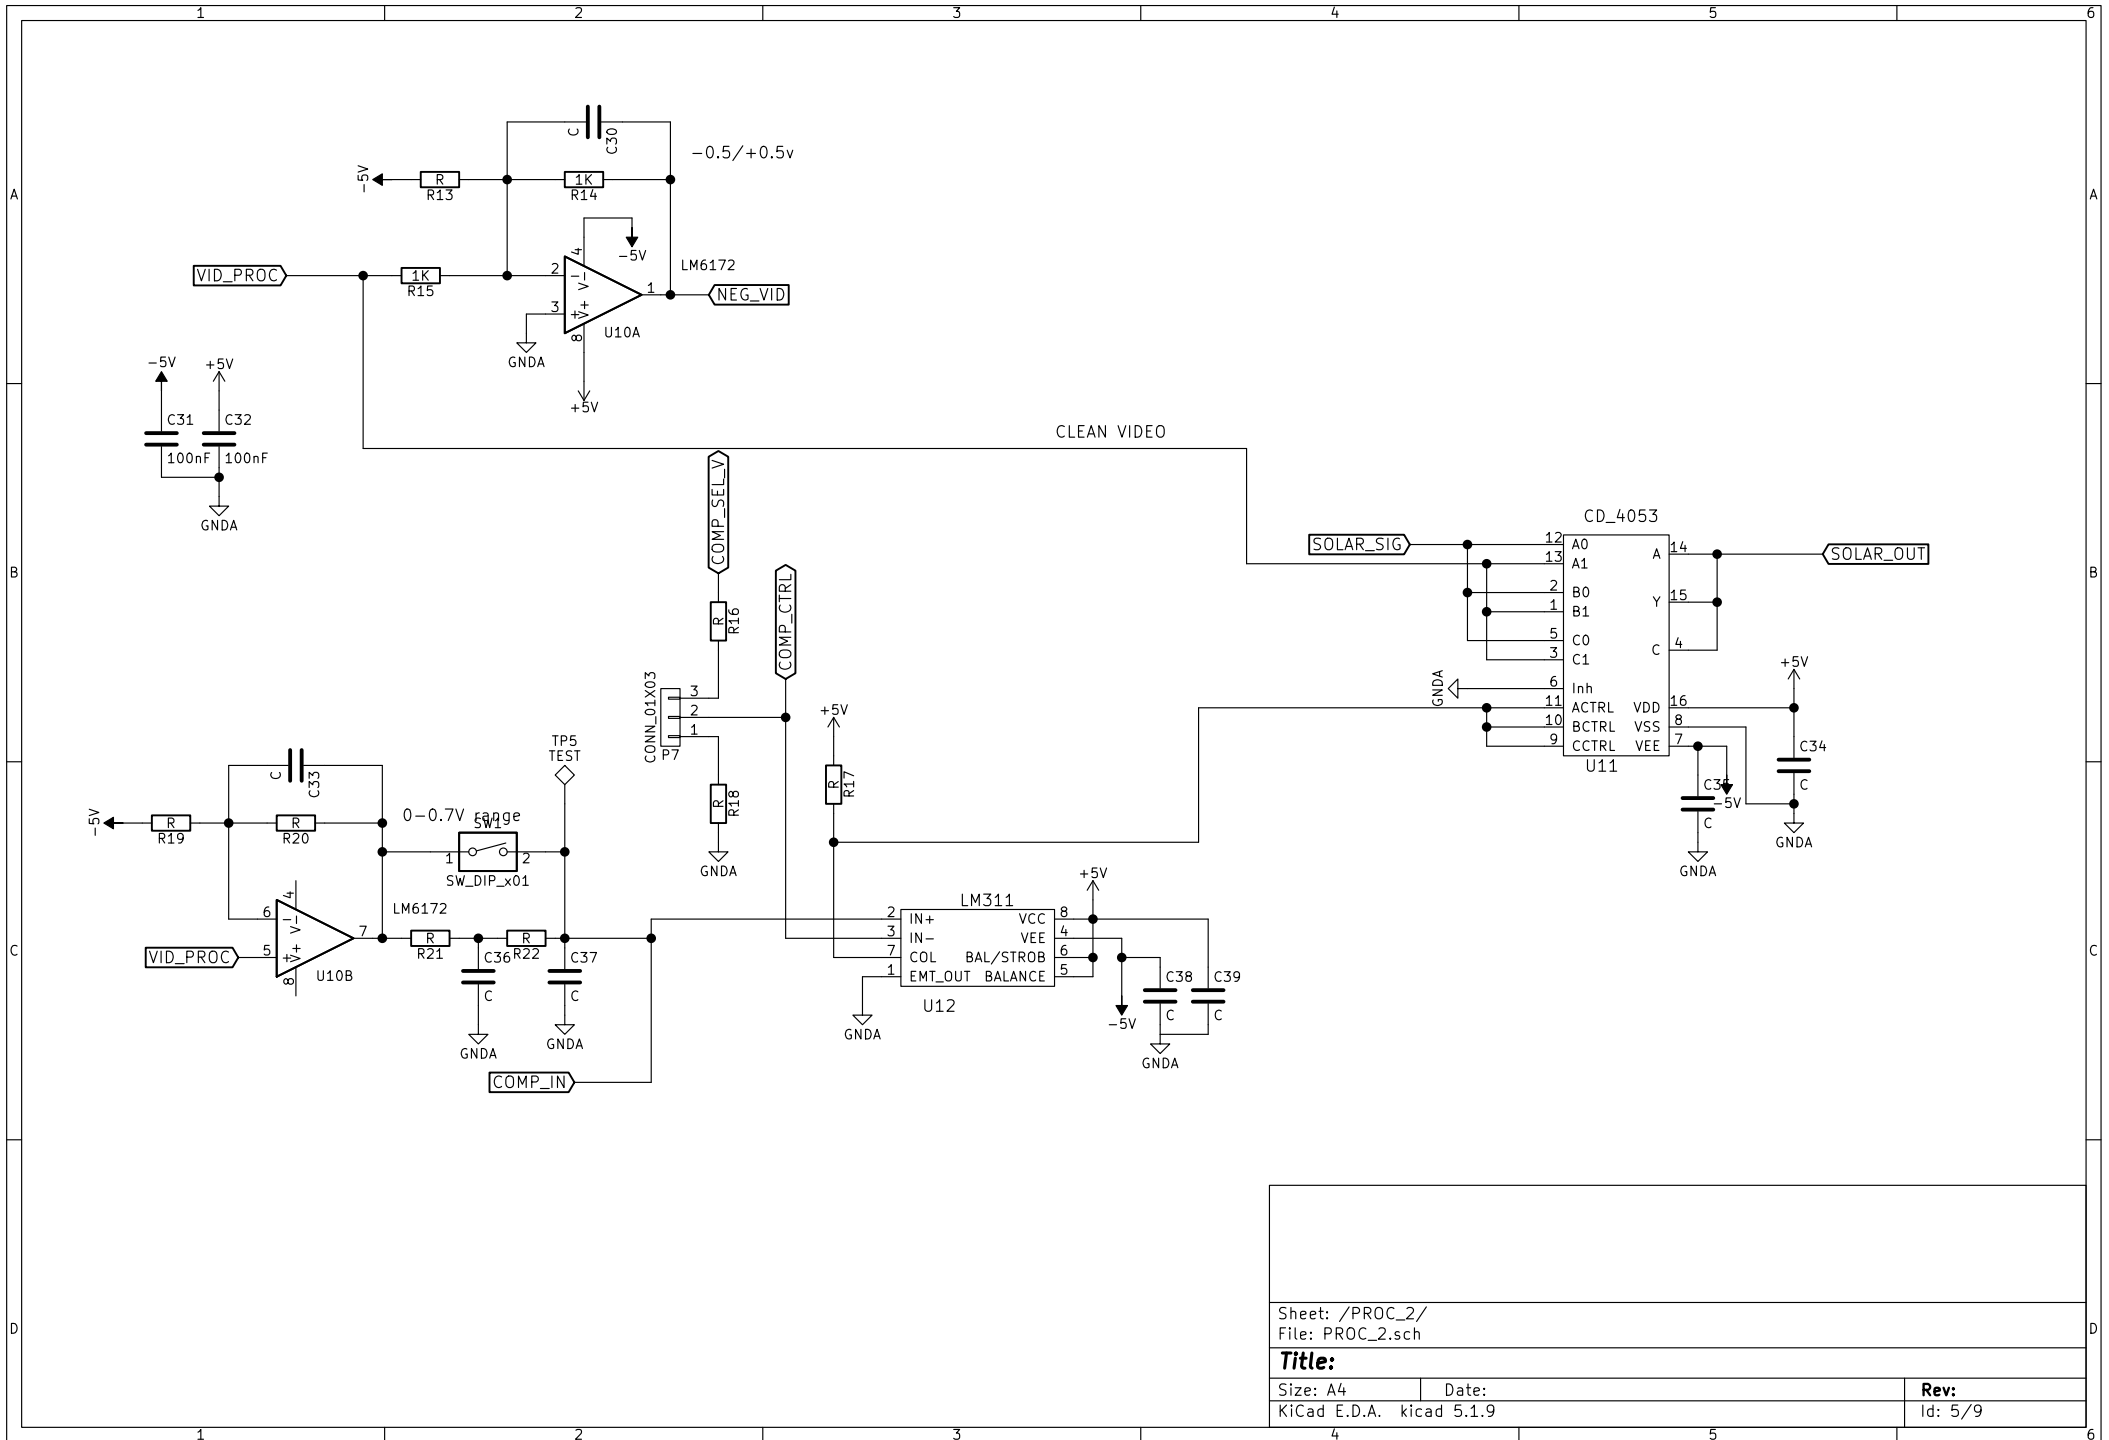 1 2 3 4 5 6
A
B
C
D
A
B
C
D
1 2 3 4 5 6
C
C30
-0.5/+0.5v
-5V
R
R13
1K
R14
-5V
4
LM6172
VID_PROC
1K
R15
2
3
V-
V+
1
NEG_VID
8
U10A
GNDA
+5V
-5V
+5V
C31
C32
100nF
100nF
GNDA
CLEAN VIDEO
COMP_SEL_V
R
R16
COMP_CTRL
CONN_01X03
3
2
1
P7
R
R18
GNDA
+5V
R
R17
SOLAR_SIG
CD_4053
12 A0
13 A1
2 B0
1 B1
5 C0
3 C1
6 Inh
11 ACTRL
10 BCTRL
9 CCTRL
A 14
Y 15
C 4
VDD 16
VSS 8
VEE 7
U11
GNDA
SOLAR_OUT
+5V
C34
C
GNDA
C35
C
-5V
GNDA
C
C33
-5V
R
R19
R
R20
0-0.7V range
SW1
1 2
SW_DIP_x01
TP5
TEST
LM6172
VID_PROC
6
5
4
V-
V+
8
7
U10B
R
R21
C36
C
GNDA
R
R22
C37
C
GNDA
COMP_IN
LM311
2 IN+
3 IN-
7 COL
1 EMT_OUT
VCC 8
VEE 4
BAL/STROB 6
BALANCE 5
U12
GNDA
+5V
-5V
C38
C
C39
C
GNDA
Sheet: /PROC_2/
File: PROC_2.sch
Title:
Size: A4 Date: Rev:
KiCad E.D.A. kicad 5.1.9 Id: 5/9